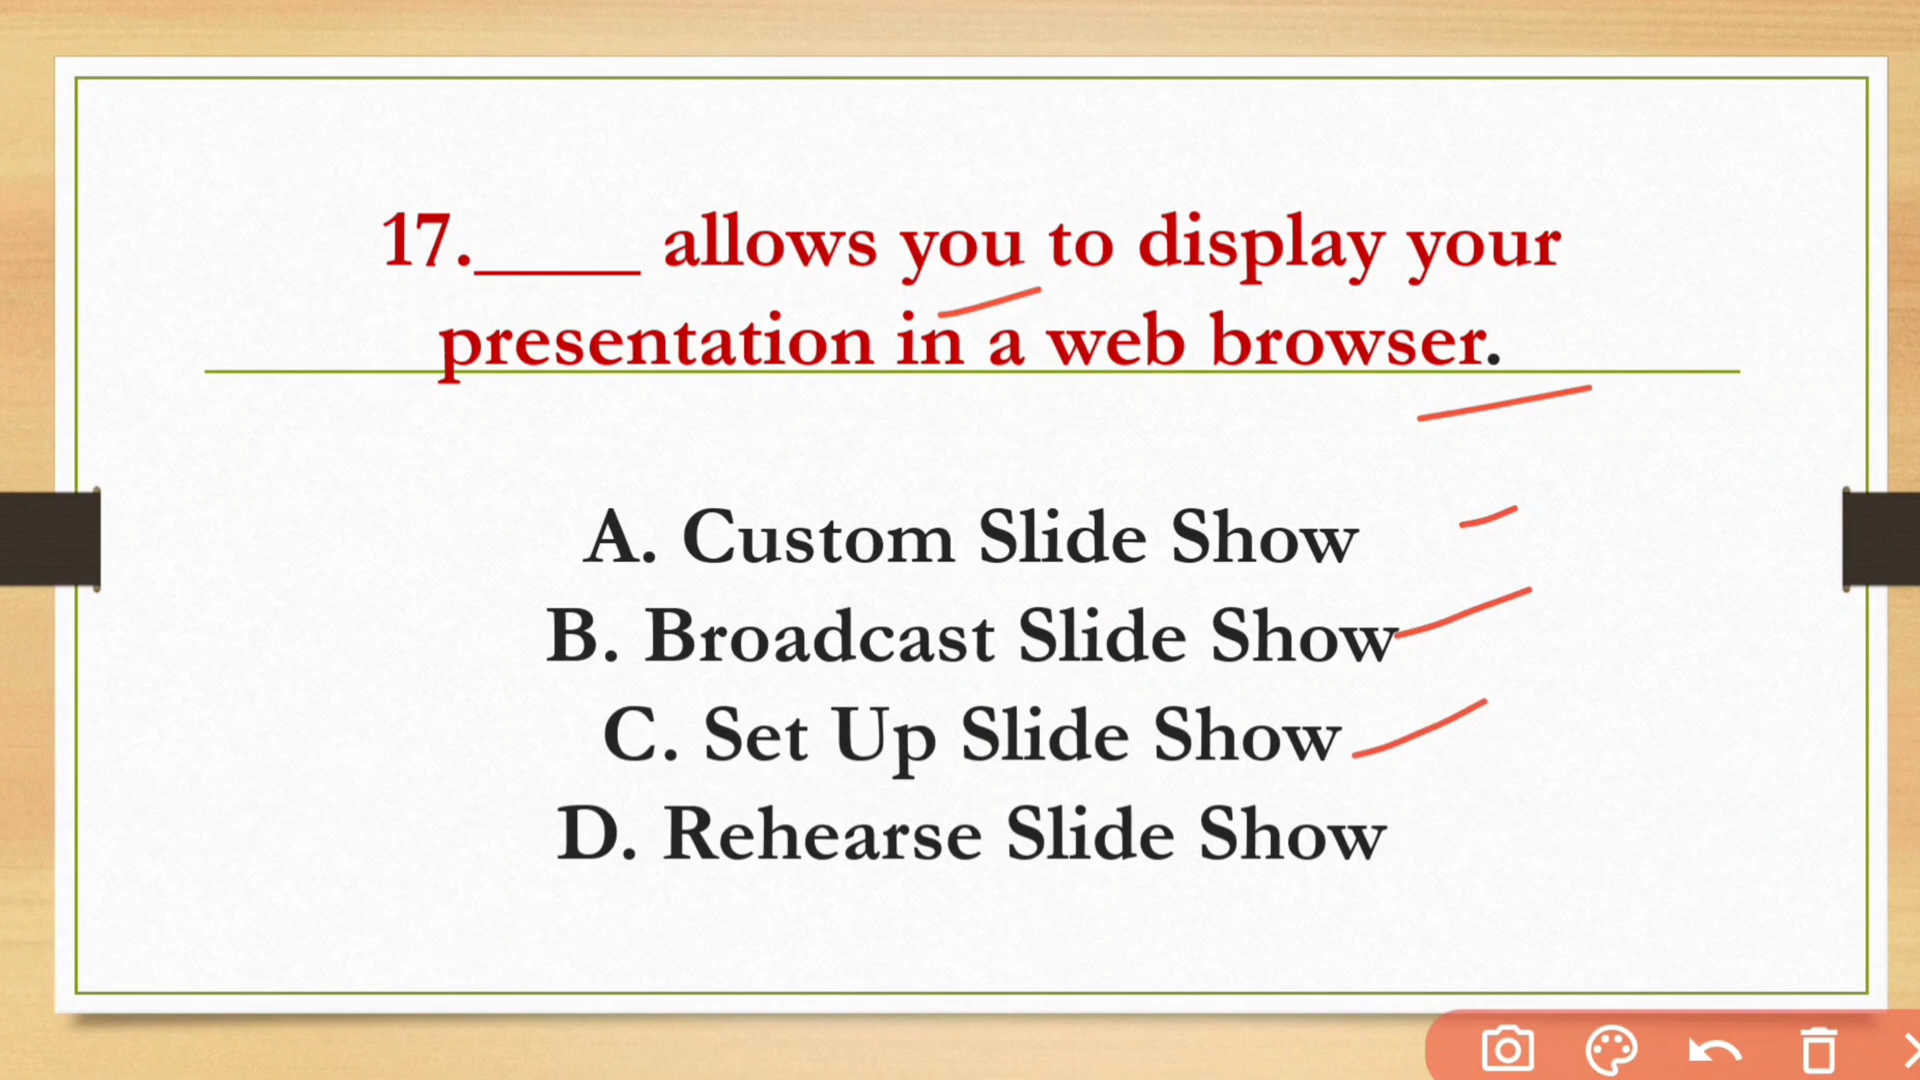 17.____ allows you to display your
presentation in a web browser.
A. Custom Slide Show
B. Broadcast Slide Show
C. Set Up Slide Show
D. Rehearse Slide Show